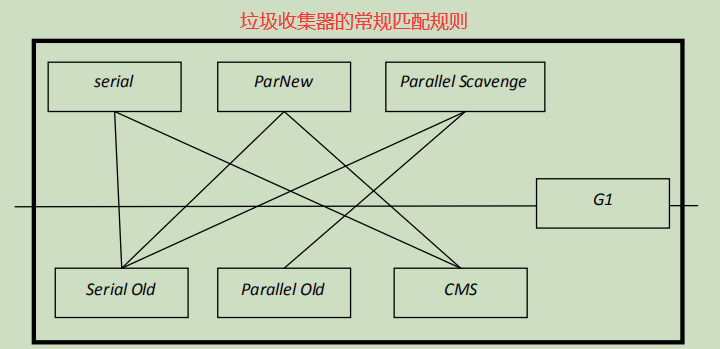 垃圾收集器的常规匹配规则
serial
ParNew
Parallel Scavenge
G1
Serial Old
Parallel Old
CMS